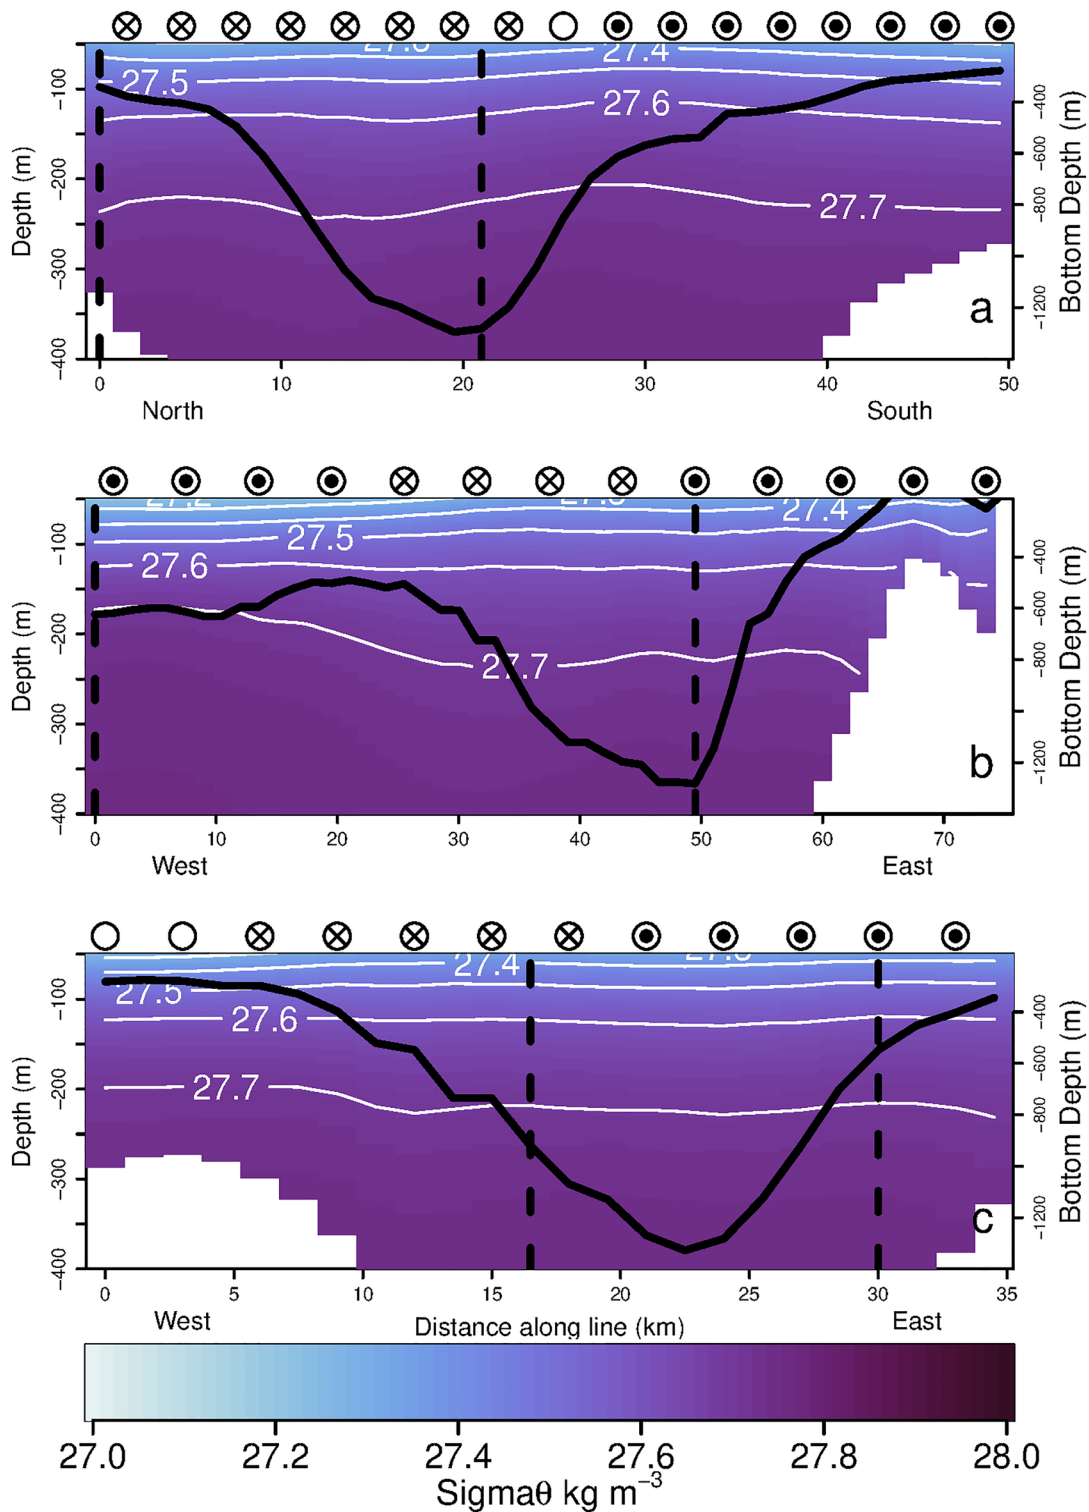 27.4
27.5
27.6
27.7
-100
-200
-300
-400
Depth (m)
-400
-600
-800
-1200
Bottom Depth (m)
a
0 10 20 30 40 50
North South
27.4
27.5
27.6
27.7
-100
-200
-300
-400
Depth (m)
-400
-600
-800
-1200
Bottom Depth (m)
b
0 10 20 30 40 50 60 70
West East
27.4
27.5
27.6
27.7
-100
-200
-300
-400
Depth (m)
-400
-600
-800
-1200
Bottom Depth (m)
c
0 5 10 15 20 25 30 35
West Distance along line (km) East
27.0 27.2 27.4 27.6 27.8 28.0
Sigmaθ kg m⁻³